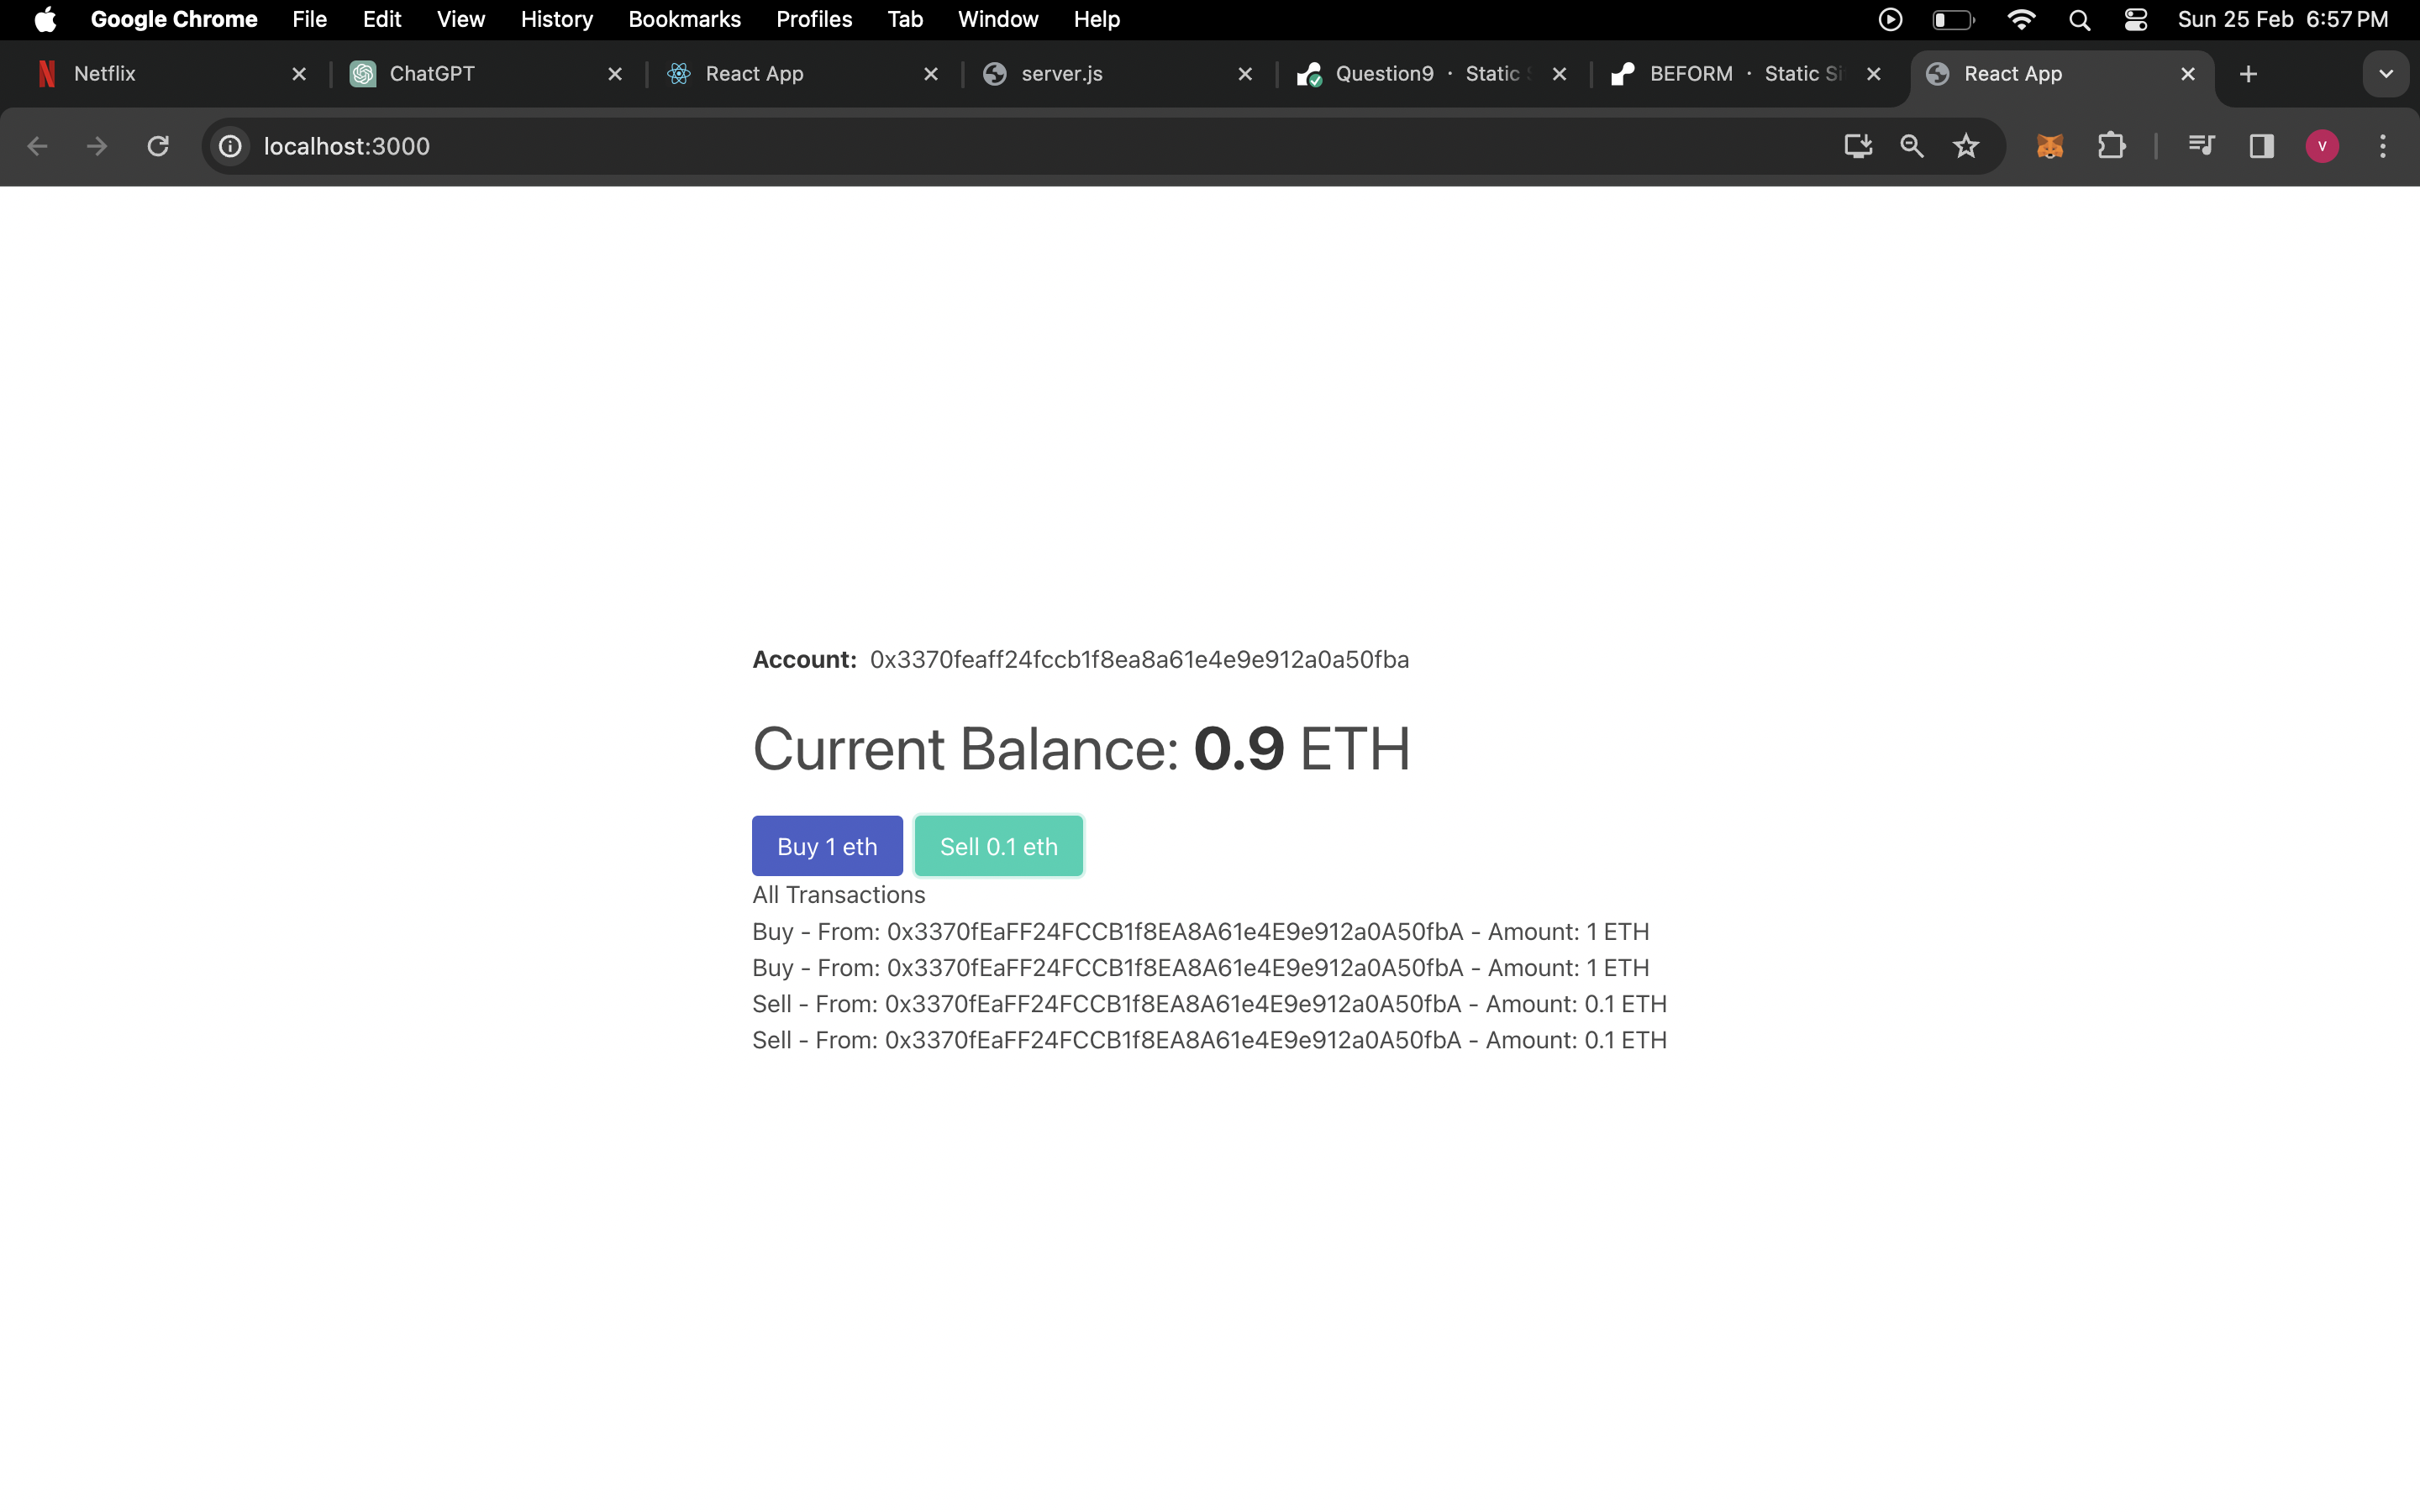 Google Chrome File Edit View History Bookmarks Profiles Tab Window Help Sun 25 Feb 6:57 PM
Netflix ChatGPT React App server.js Question9 · Static BEFORM · Static React App
localhost:3000 V
Account: 0x3370feaff24fccb1f8ea8a61e4e9e912a0a50fba
Current Balance: 0.9 ETH
Buy 1 eth Sell 0.1 eth
All Transactions
Buy - From: 0x3370fEaFF24FCCB1f8EA8A61e4E9e912a0A50fbA - Amount: 1 ETH
Buy - From: 0x3370fEaFF24FCCB1f8EA8A61e4E9e912a0A50fbA - Amount: 1 ETH
Sell - From: 0x3370fEaFF24FCCB1f8EA8A61e4E9e912a0A50fbA - Amount: 0.1 ETH
Sell - From: 0x3370fEaFF24FCCB1f8EA8A61e4E9e912a0A50fbA - Amount: 0.1 ETH